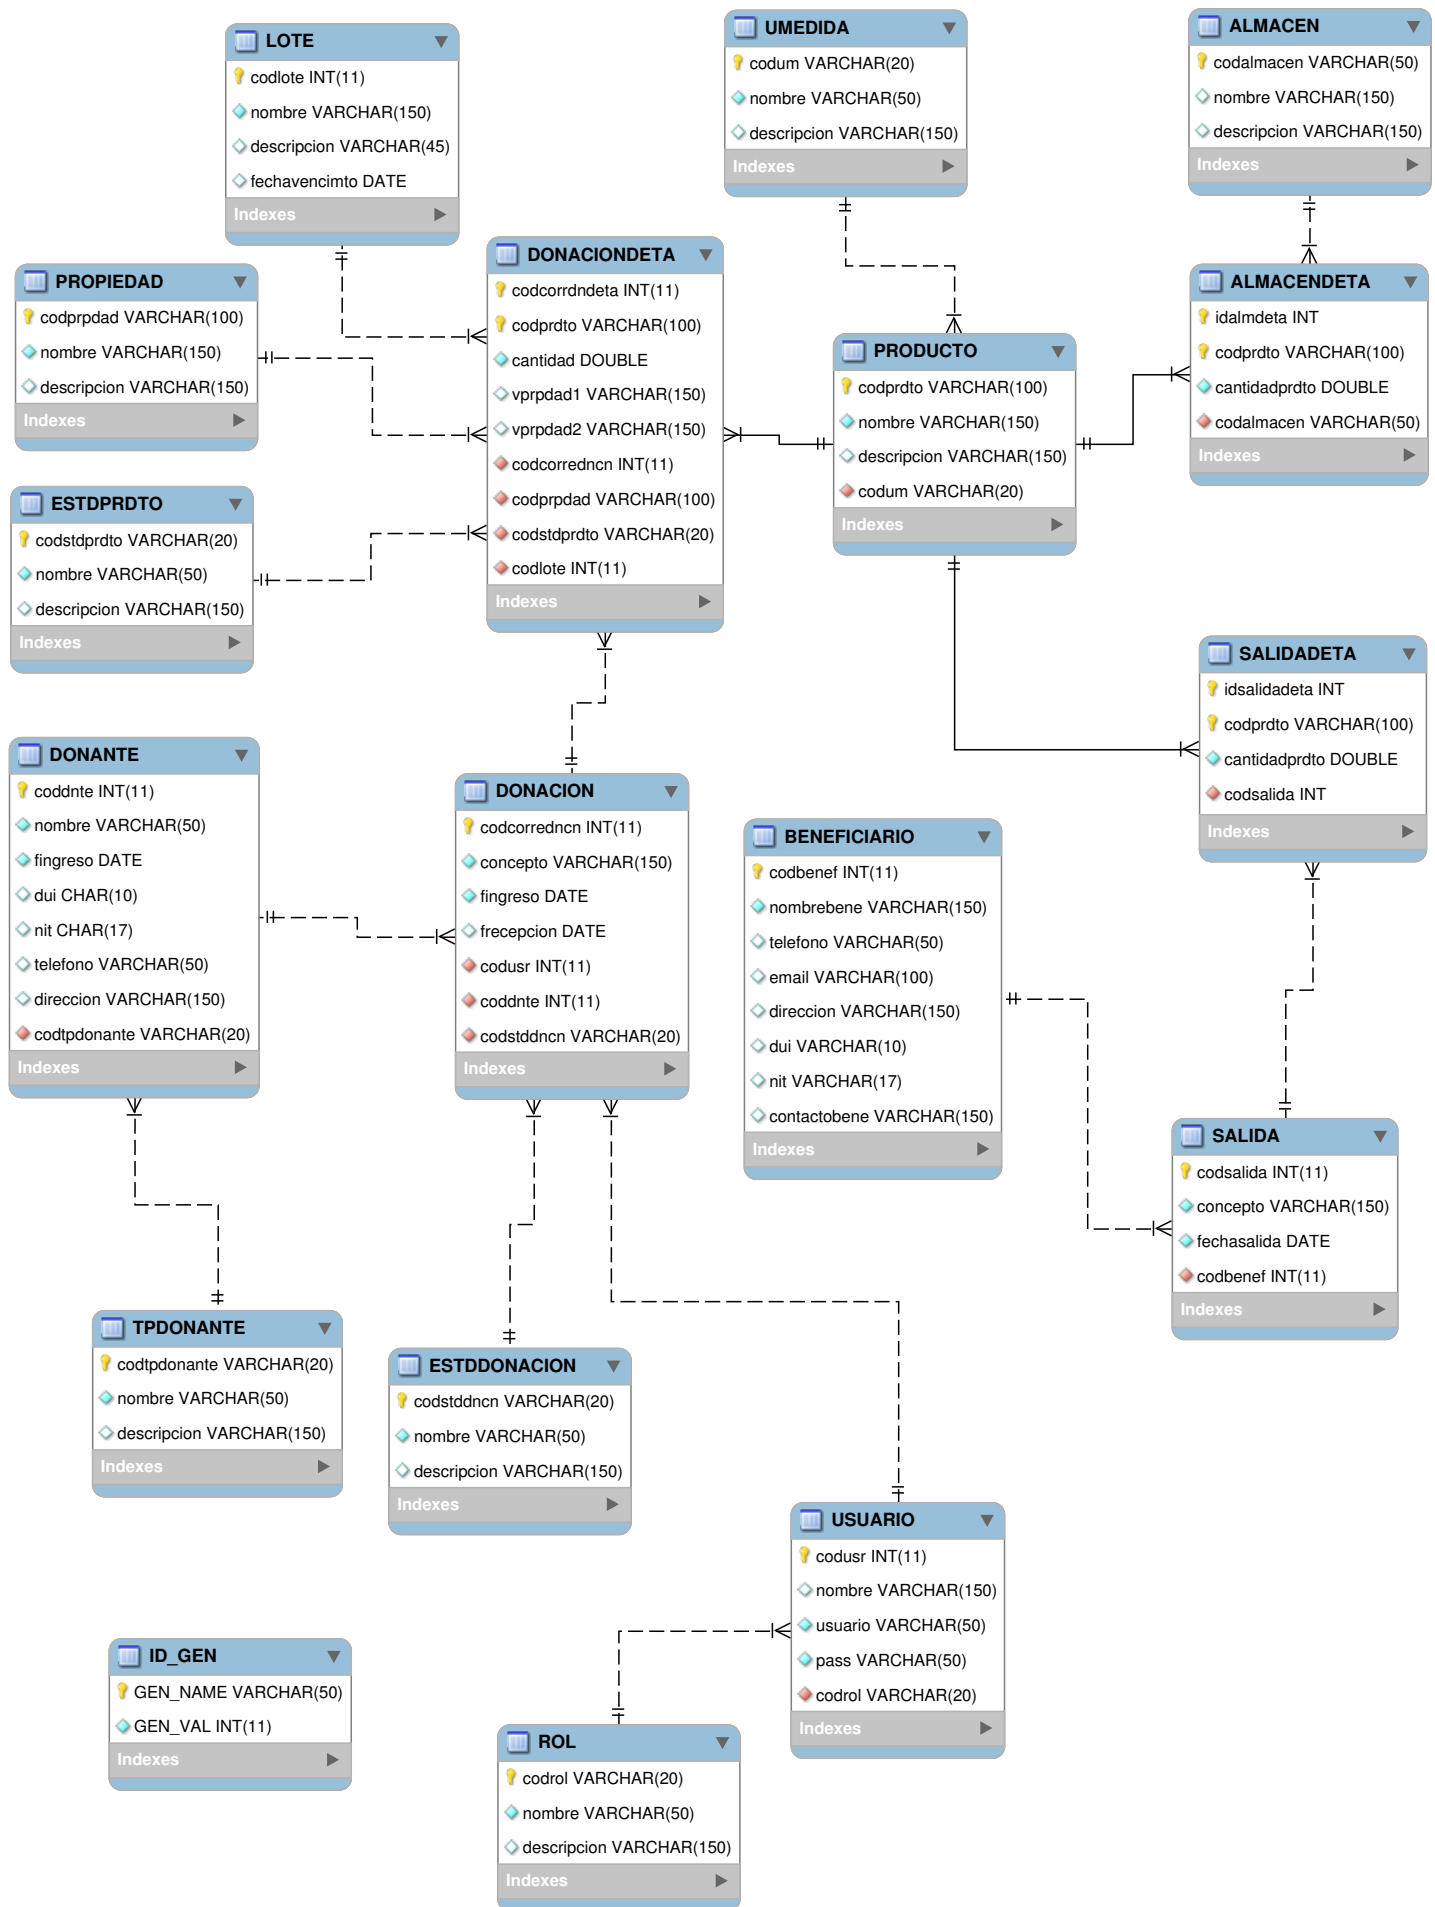 LOTE
codlote INT(11)
nombre VARCHAR(150)
descripcion VARCHAR(45)
fechavencimto DATE
Indexes
UMEDIDA
codum VARCHAR(20)
nombre VARCHAR(50)
descripcion VARCHAR(150)
Indexes
ALMACEN
codalmacen VARCHAR(50)
nombre VARCHAR(150)
descripcion VARCHAR(150)
Indexes
PROPIEDAD
codprpdad VARCHAR(100)
nombre VARCHAR(150)
descripcion VARCHAR(150)
Indexes
DONACIONDETA
codcorrdndeta INT(11)
codprdto VARCHAR(100)
cantidad DOUBLE
vprpdad1 VARCHAR(150)
vprpdad2 VARCHAR(150)
codcorredncn INT(11)
codprpdad VARCHAR(100)
codstdprdto VARCHAR(20)
codlote INT(11)
Indexes
PRODUCTO
codprdto VARCHAR(100)
nombre VARCHAR(150)
descripcion VARCHAR(150)
codum VARCHAR(20)
Indexes
ALMACENDETA
idalmdeta INT
codprdto VARCHAR(100)
cantidadprdto DOUBLE
codalmacen VARCHAR(50)
Indexes
ESTDPRDTO
codstdprdto VARCHAR(20)
nombre VARCHAR(50)
descripcion VARCHAR(150)
Indexes
SALIDADETA
idsalidadeta INT
codprdto VARCHAR(100)
cantidadprdto DOUBLE
codsalida INT
Indexes
DONANTE
coddnte INT(11)
nombre VARCHAR(50)
fingreso DATE
dui CHAR(10)
nit CHAR(17)
telefono VARCHAR(50)
direccion VARCHAR(150)
codtpdonante VARCHAR(20)
Indexes
DONACION
codcorredncn INT(11)
concepto VARCHAR(150)
fingreso DATE
frecepcion DATE
codusr INT(11)
coddnte INT(11)
codstddncn VARCHAR(20)
Indexes
BENEFICIARIO
codbenef INT(11)
nombrebene VARCHAR(150)
telefono VARCHAR(50)
email VARCHAR(100)
direccion VARCHAR(150)
dui VARCHAR(10)
nit VARCHAR(17)
contactobene VARCHAR(150)
Indexes
SALIDA
codsalida INT(11)
concepto VARCHAR(150)
fechasalida DATE
codbenef INT(11)
Indexes
TPDONANTE
codtpdonante VARCHAR(20)
nombre VARCHAR(50)
descripcion VARCHAR(150)
Indexes
ESTDDONACION
codstddncn VARCHAR(20)
nombre VARCHAR(50)
descripcion VARCHAR(150)
Indexes
USUARIO
codusr INT(11)
nombre VARCHAR(150)
usuario VARCHAR(50)
pass VARCHAR(50)
codrol VARCHAR(20)
Indexes
ID_GEN
GEN_NAME VARCHAR(50)
GEN_VAL INT(11)
Indexes
ROL
codrol VARCHAR(20)
nombre VARCHAR(50)
descripcion VARCHAR(150)
Indexes